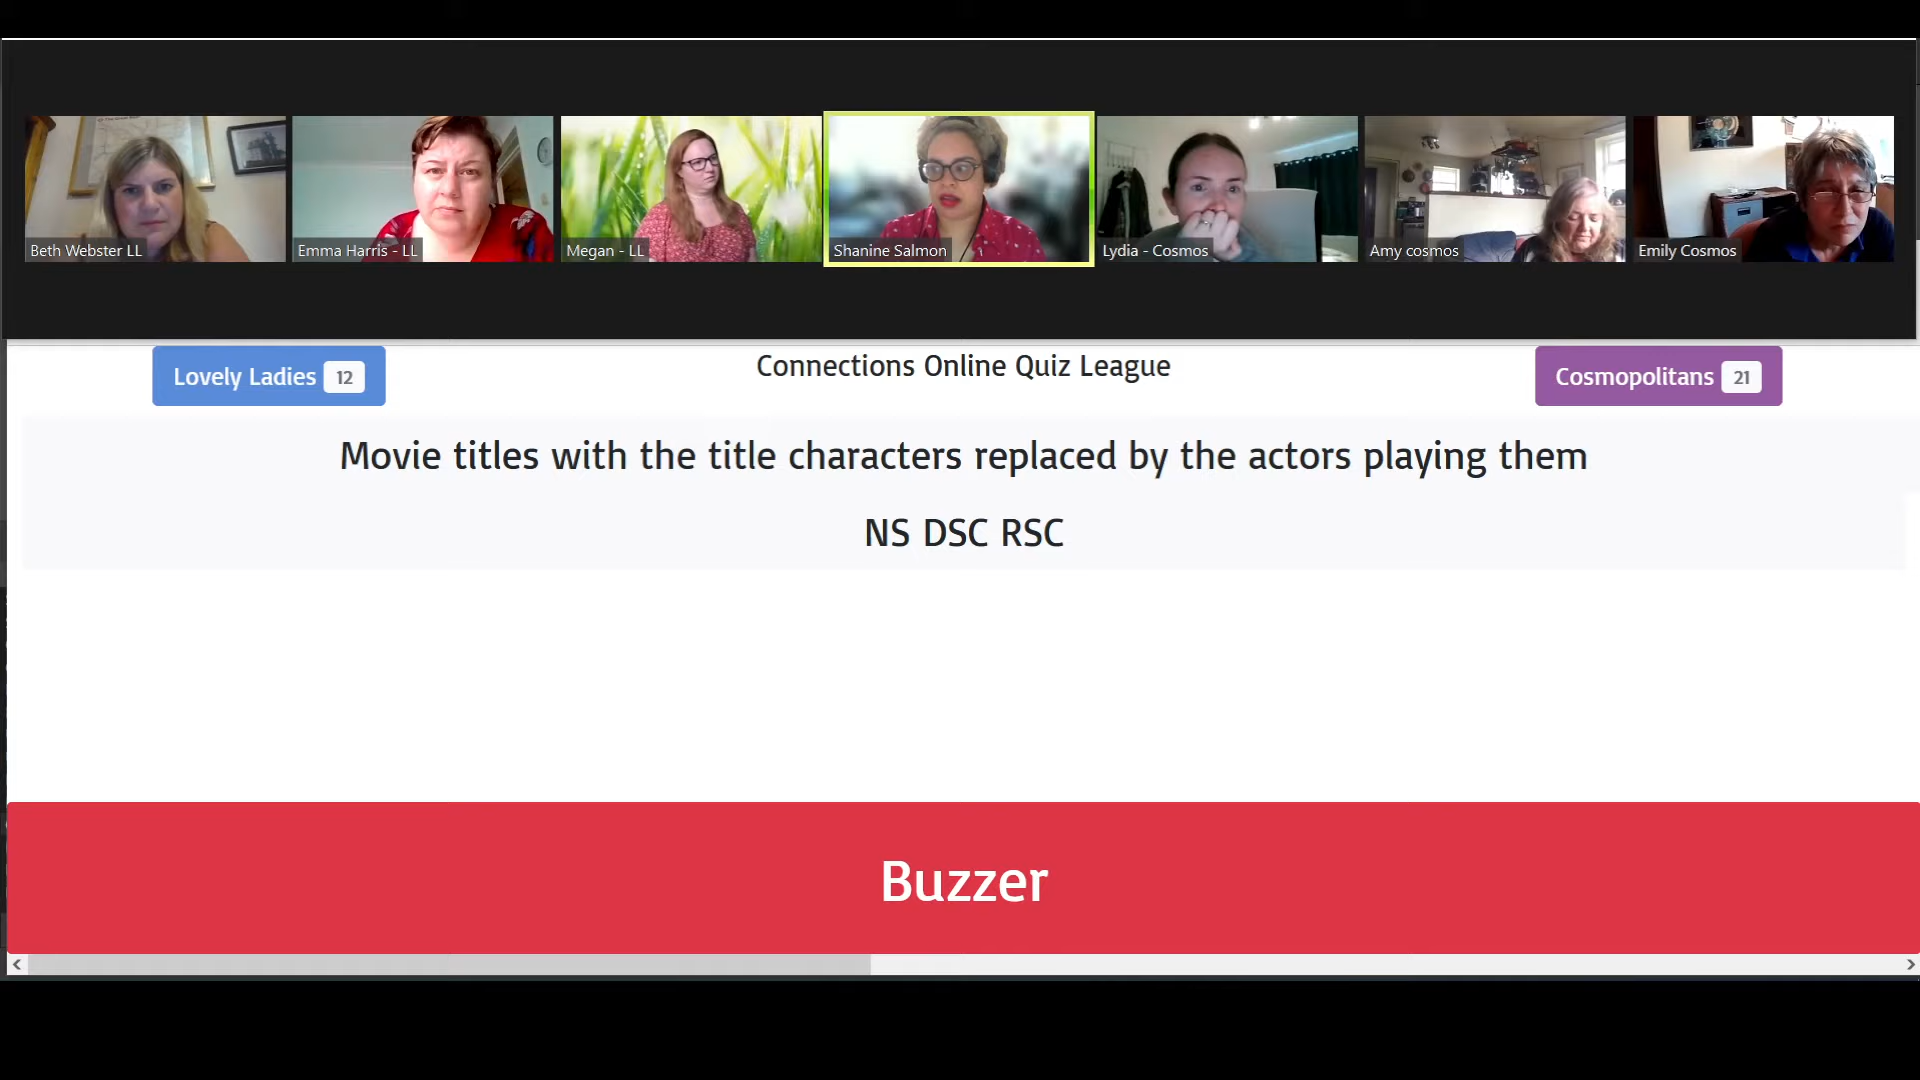 Beth Webster LL
Emma Harris - LL
Megan - LL
Shanine Salmon
Lydia - Cosmos
Amy cosmos
Emily Cosmos
Lovely Ladies 12
Connections Online Quiz League
Cosmopolitans 21
Movie titles with the title characters replaced by the actors playing them
NS DSC RSC
Buzzer